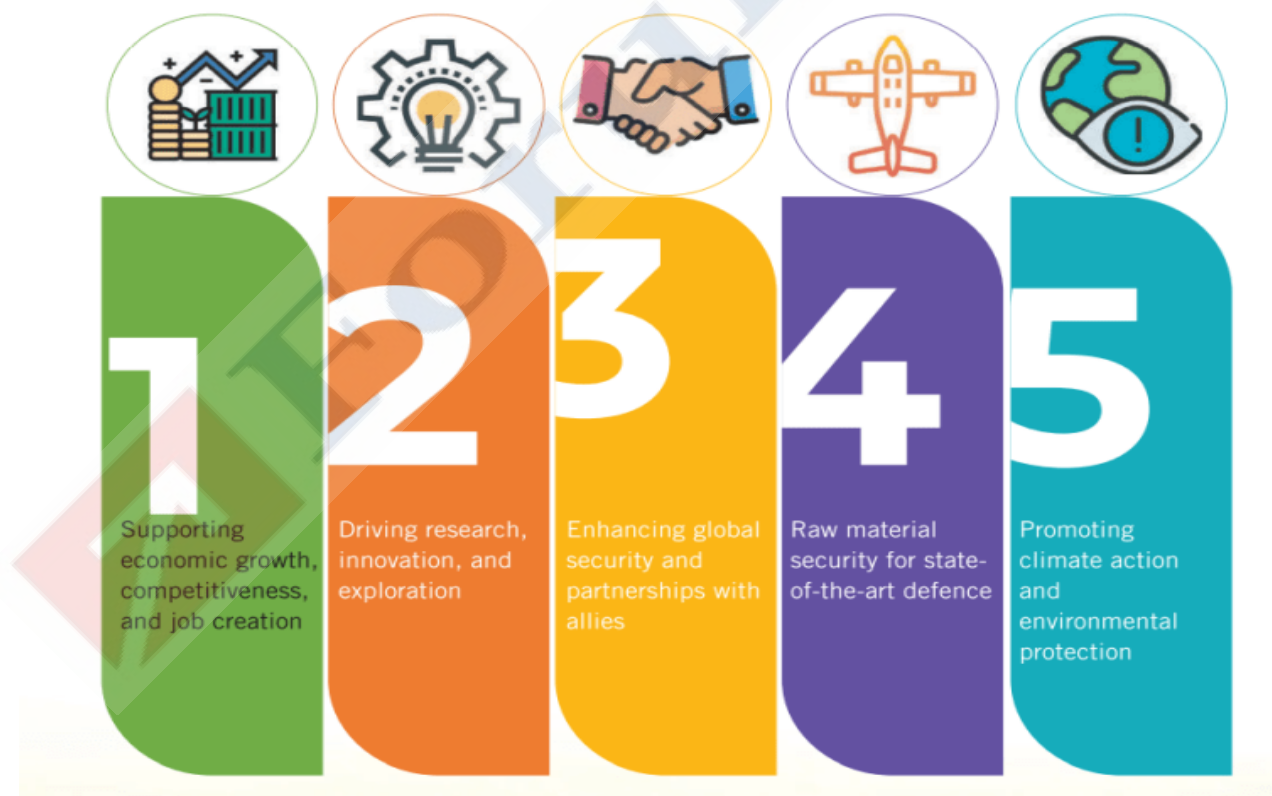 1
Supporting
economic growth,
competitiveness,
and job creation
2
Driving research,
innovation, and
exploration
3
Enhancing global
security and
partnerships with
allies
4
Raw material
security for state-
of-the-art defence
5
Promoting
climate action
and
environmental
protection